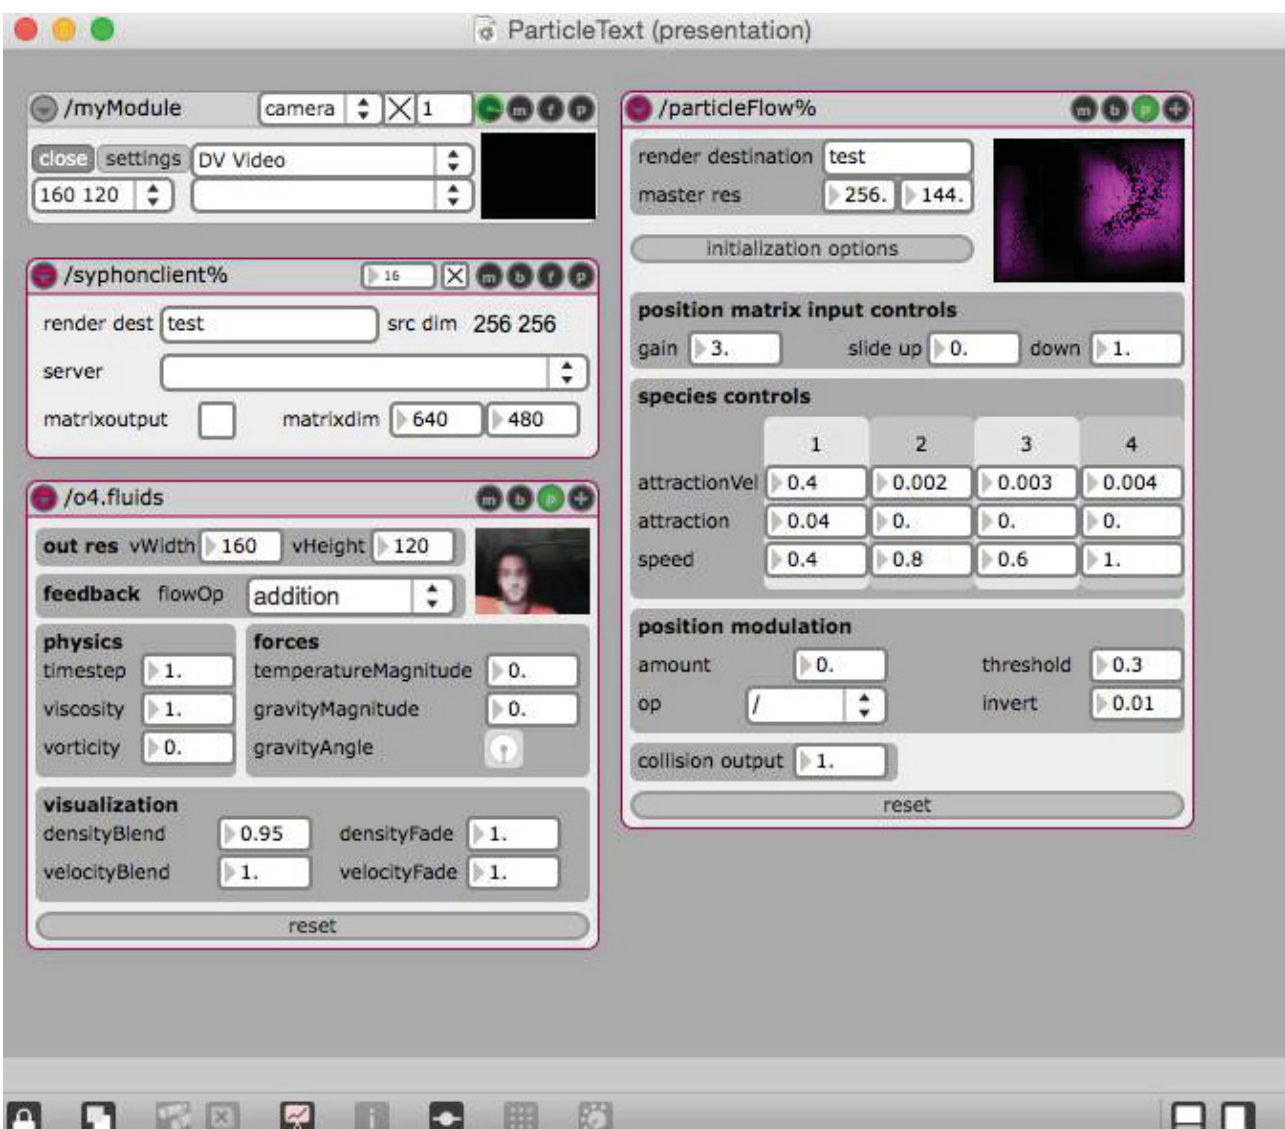 ParticleText (presentation)
/myModule camera 1 m f p
close settings DV Video
160 120
/syphonclient% 16 m b f p
render dest test src dim 256 256
server
matrixoutput matrixdim 640 480
/o4.fluids m b p +
out res vWidth 160 vHeight 120
feedback flowOp addition
physics forces
timestep 1. temperatureMagnitude 0.
viscosity 1. gravityMagnitude 0.
vorticity 0. gravityAngle
visualization
densityBlend 0.95 densityFade 1.
velocityBlend 1. velocityFade 1.
reset
/particleFlow% m b p +
render destination test
master res 256. 144.
initialization options
position matrix input controls
gain 3. slide up 0. down 1.
species controls
1 2 3 4
attractionVel 0.4 0.002 0.003 0.004
attraction 0.04 0. 0. 0.
speed 0.4 0.8 0.6 1.
position modulation
amount 0. threshold 0.3
op / invert 0.01
collision output 1.
reset